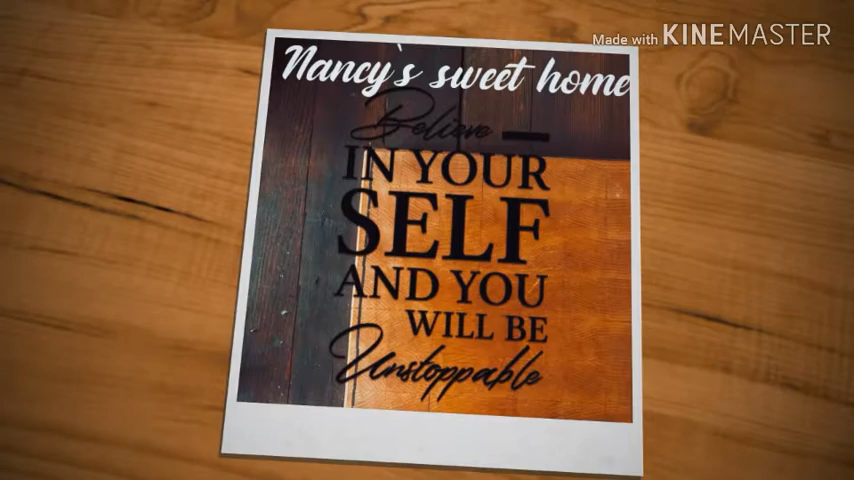 Made with KINEMASTER
Nancy's sweet home
Believe
IN YOUR
SELF
AND YOU
WILL BE
Unstoppable